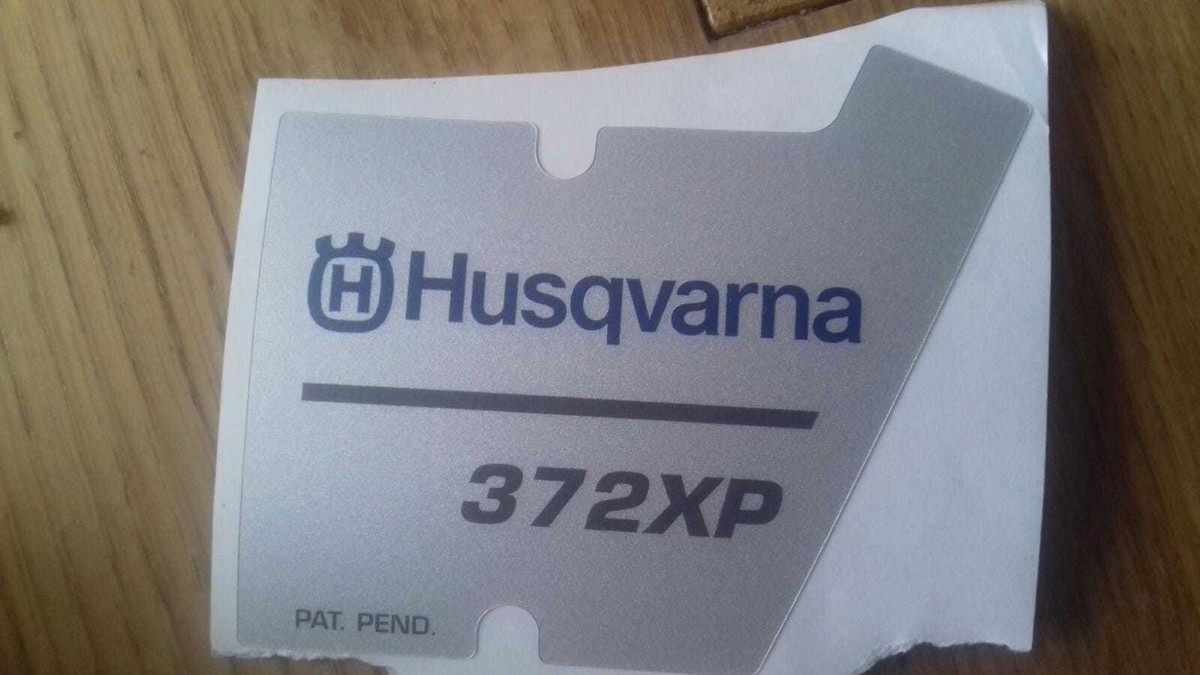 H Husqvarna
372XP
PAT. PEND.